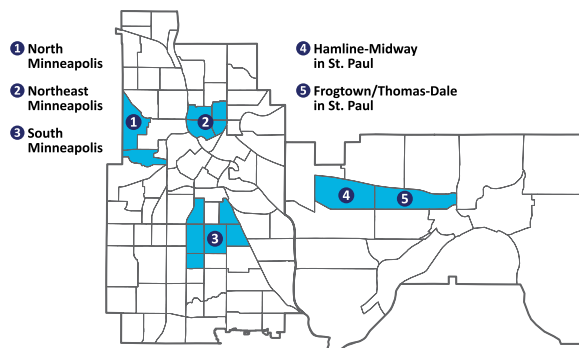 1 North
Minneapolis
2 Northeast
Minneapolis
3 South
Minneapolis
4 Hamline-Midway
in St. Paul
5 Frogtown/Thomas-Dale
in St. Paul
1
2
3
4
5